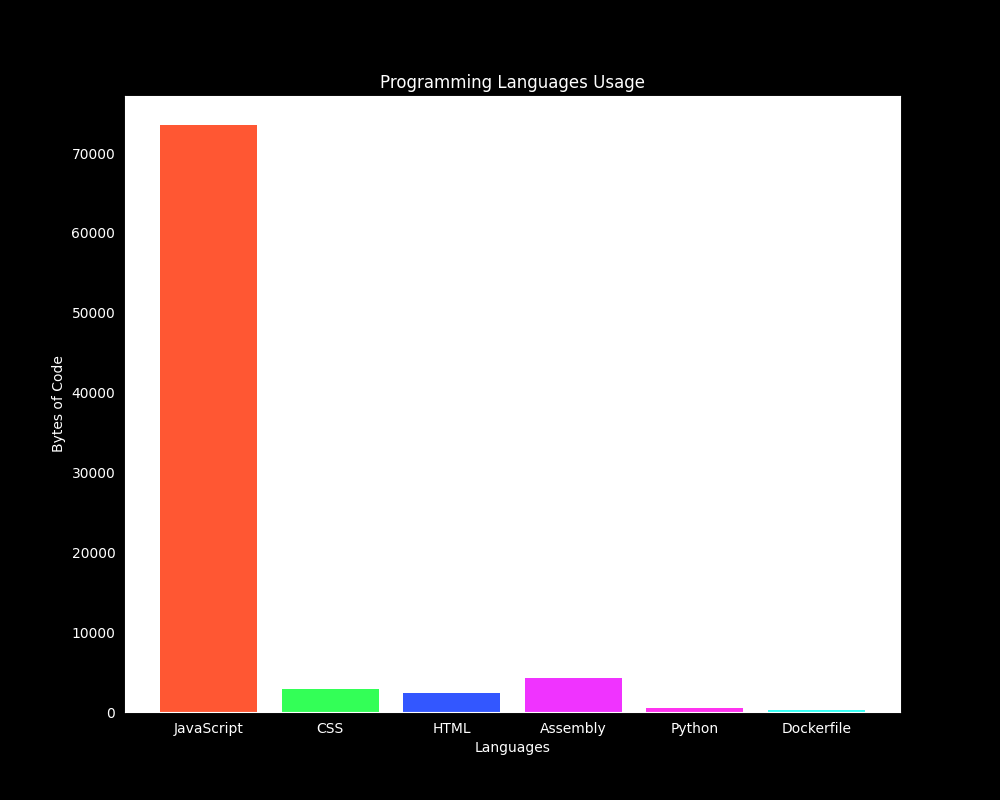 Programming Languages Usage
70000
60000
50000
40000
30000
20000
10000
0
Bytes of Code
JavaScript CSS HTML Assembly Python Dockerfile
Languages